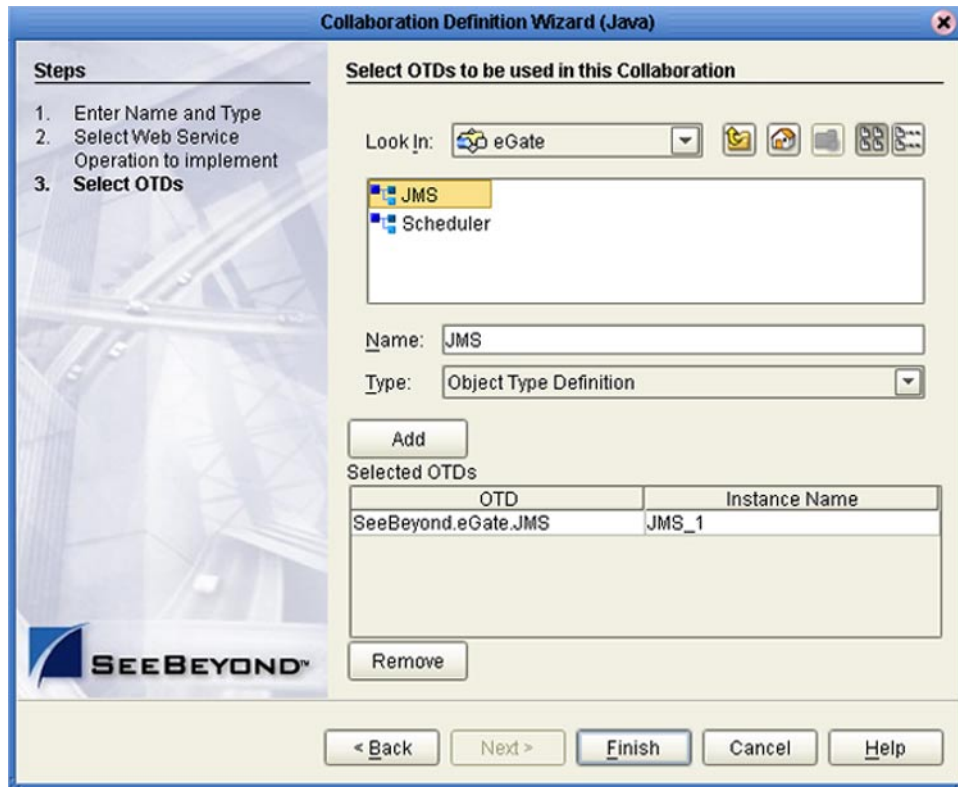 Collaboration Definition Wizard (Java)
Steps
1. Enter Name and Type
2. Select Web Service
Operation to implement
3. Select OTDs
SEEBEYOND™
Select OTDs to be used in this Collaboration
Look In: eGate
JMS
Scheduler
Name: JMS
Type: Object Type Definition
Add
Selected OTDs
OTD Instance Name
SeeBeyond.eGate.JMS JMS_1
Remove
< Back Next > Finish Cancel Help